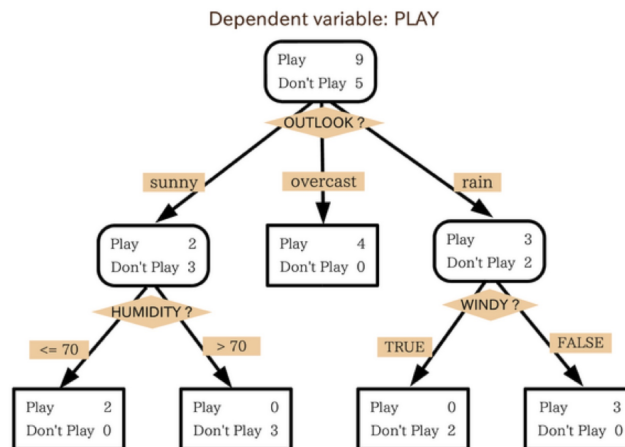 Dependent variable: PLAY
Play 9
Don't Play 5
OUTLOOK ?
sunny
overcast
rain
Play 2
Don't Play 3
Play 4
Don't Play 0
Play 3
Don't Play 2
HUMIDITY ?
WINDY ?
<= 70
> 70
TRUE
FALSE
Play 2
Don't Play 0
Play 0
Don't Play 3
Play 0
Don't Play 2
Play 3
Don't Play 0